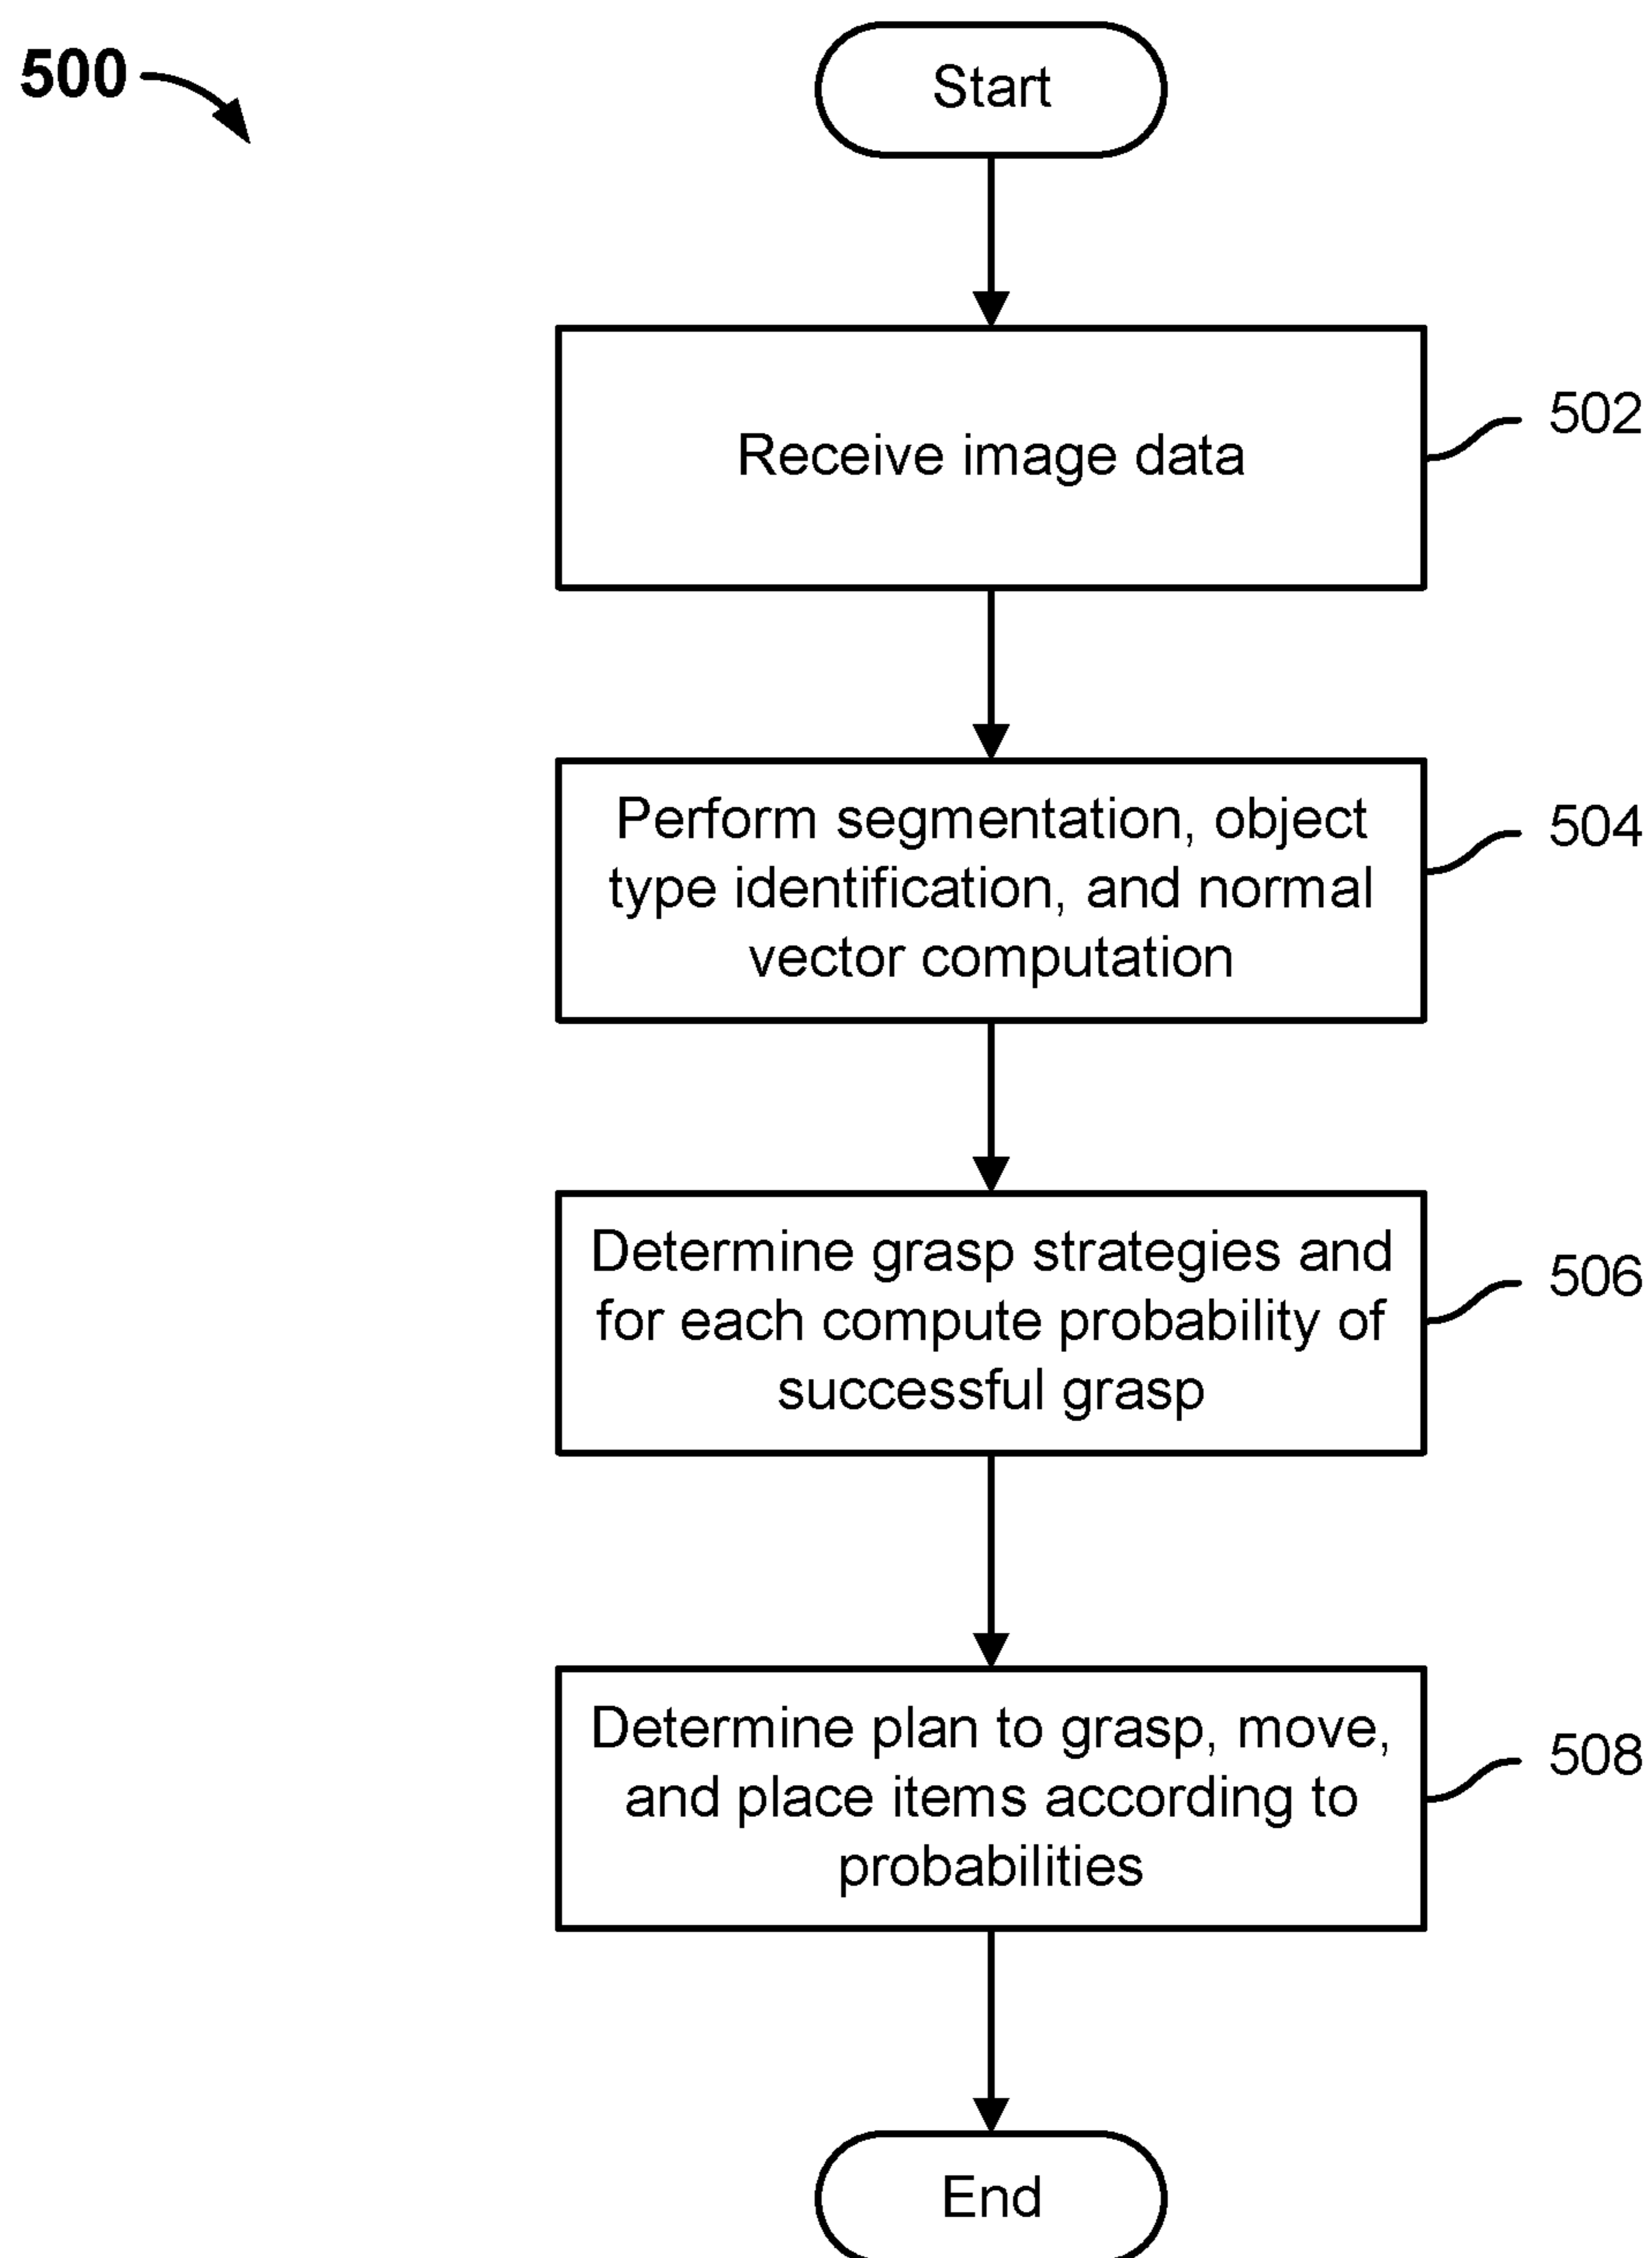 500
Start
Receive image data
502
Perform segmentation, object
type identification, and normal
vector computation
504
Determine grasp strategies and
for each compute probability of
successful grasp
506
Determine plan to grasp, move,
and place items according to
probabilities
508
End